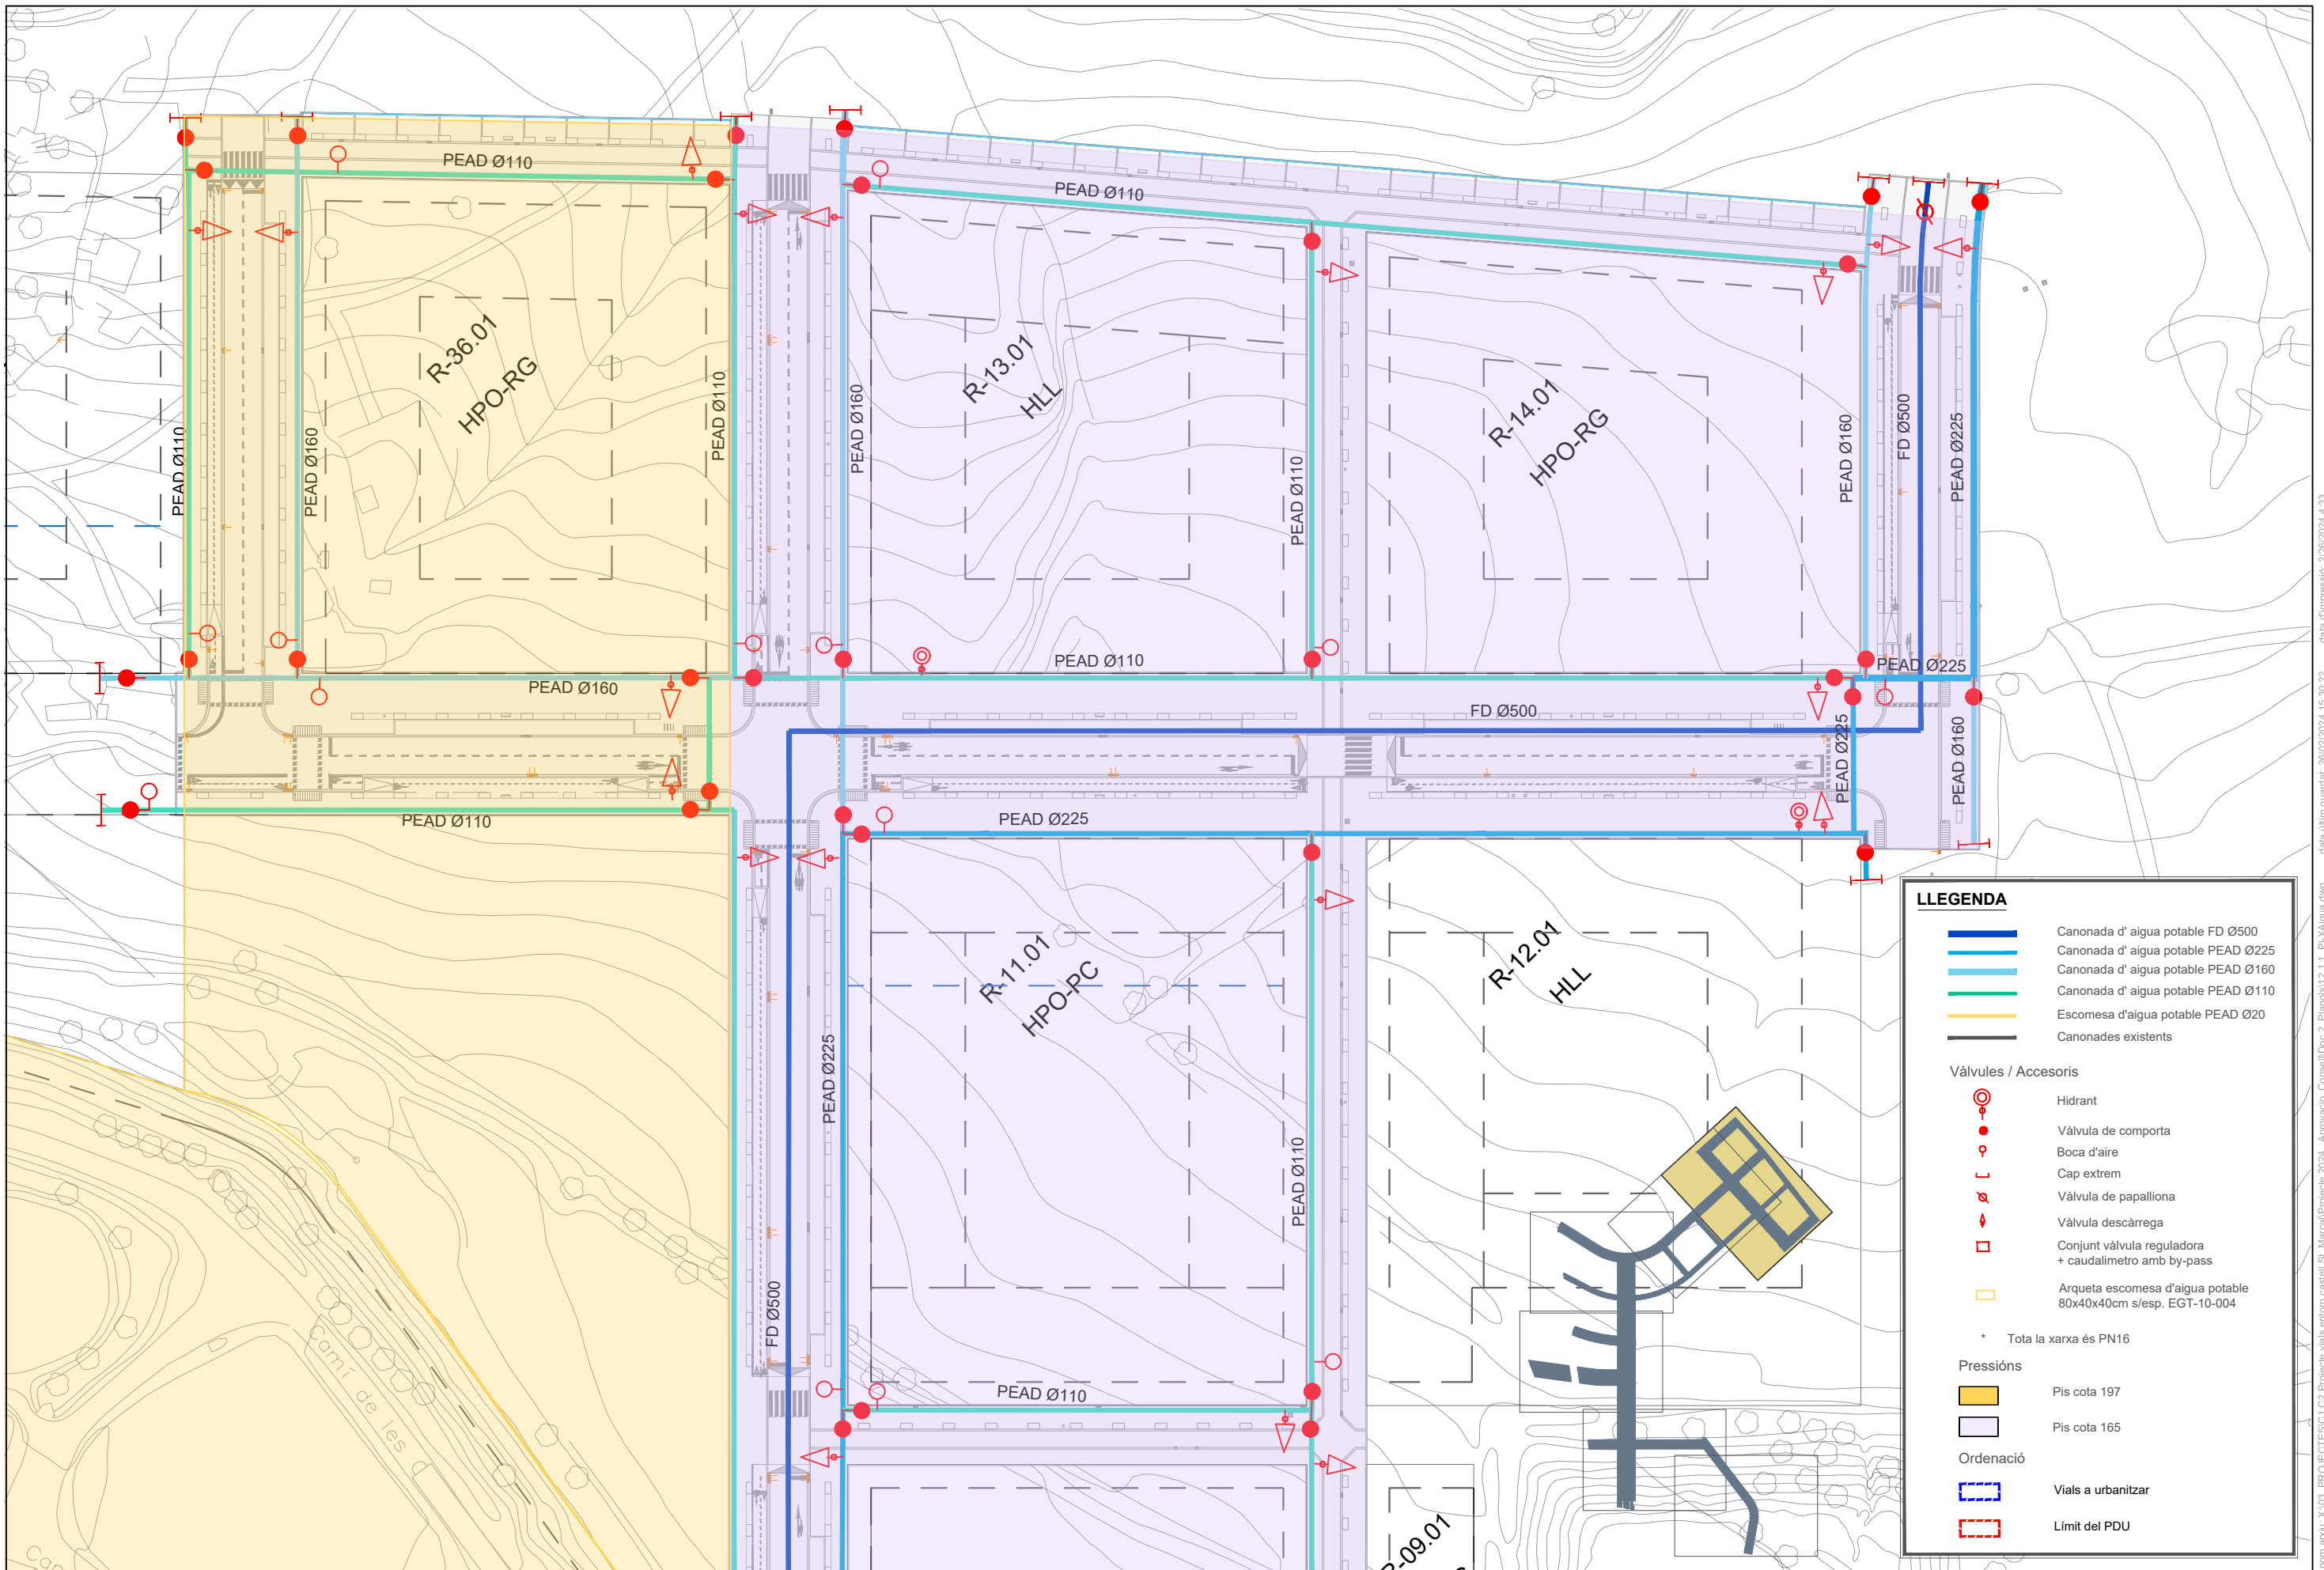 PEAD Ø110
PEAD Ø110
R-36.01
HPO-RG
R-13.01
HLL
R-14.01
HPO-RG
PEAD Ø110
PEAD Ø160
PEAD Ø110
PEAD Ø160
PEAD Ø110
PEAD Ø160
FD Ø500
PEAD Ø225
PEAD Ø110
PEAD Ø225
PEAD Ø160
FD Ø500
PEAD Ø225
PEAD Ø160
PEAD Ø110
PEAD Ø225
R-11.01
HPO-PC
R-12.01
HLL
PEAD Ø225
PEAD Ø110
FD Ø500
PEAD Ø110
R-09.01
Camí de les
LLEGENDA
Canonada d' aigua potable FD Ø500
Canonada d' aigua potable PEAD Ø225
Canonada d' aigua potable PEAD Ø160
Canonada d' aigua potable PEAD Ø110
Escomesa d'aigua potable PEAD Ø20
Canonades existents
Vàlvules / Accesoris
Hidrant
Vàlvula de comporta
Boca d'aire
Cap extrem
Vàlvula de papallona
Vàlvula descàrrega
Conjunt vàlvula reguladora
+ caudalimetro amb by-pass
Arqueta escomesa d'aigua potable
80x40x40cm s/esp. EGT-10-004
* Tota la xarxa és PN16
Pressións
Pis cota 197
Pis cota 165
Ordenació
Vials a urbanitzar
Límit del PDU